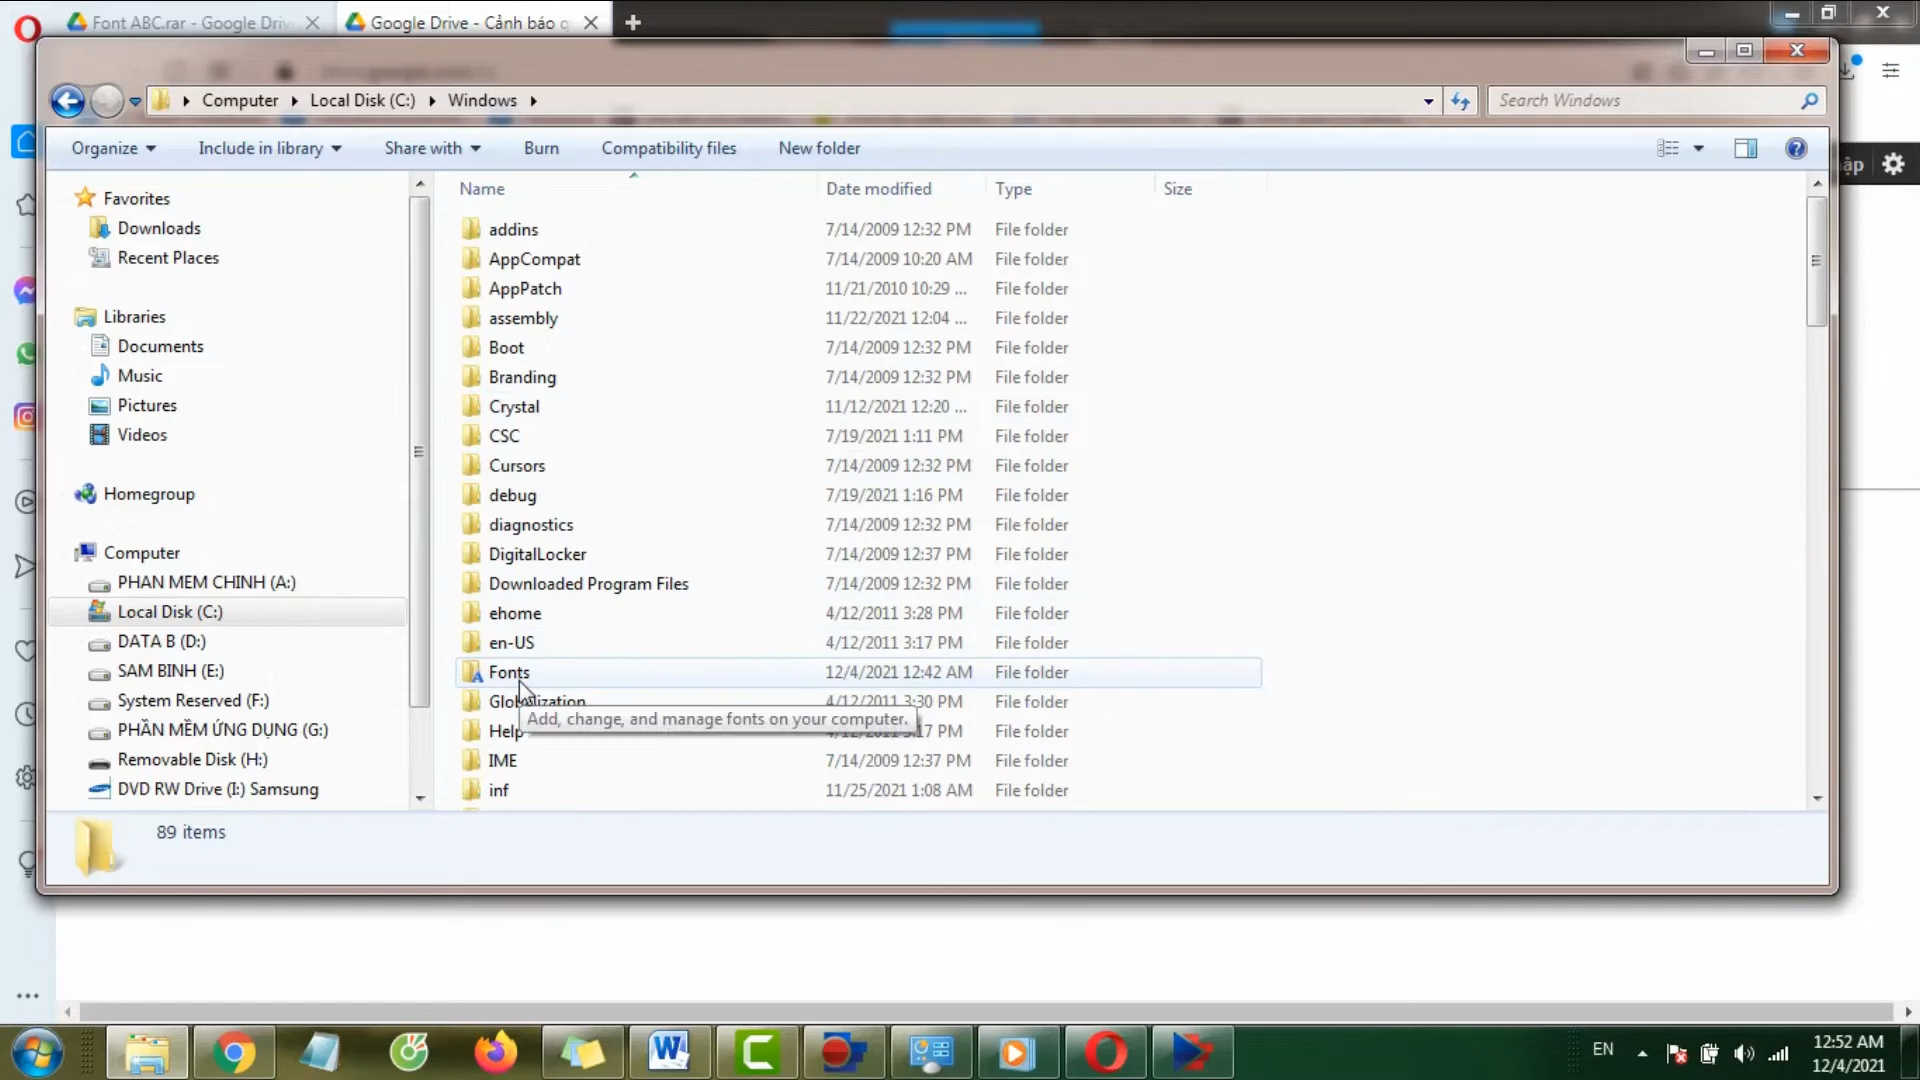 Font ABC.rar - Google Driv
Google Drive - Cảnh báo q
Computer
Local Disk (C:)
Windows
Search Windows
Organize
Include in library
Share with
Burn
Compatibility files
New folder
Favorites
Downloads
Recent Places
Libraries
Documents
Music
Pictures
Videos
Homegroup
Computer
PHAN MEM CHINH (A:)
Local Disk (C:)
DATA B (D:)
SAM BINH (E:)
System Reserved (F:)
PHẦN MỀM ỨNG DỤNG (G:)
Removable Disk (H:)
DVD RW Drive (I:) Samsung
Name Date modified Type Size
addins 7/14/2009 12:32 PM File folder
AppCompat 7/14/2009 10:20 AM File folder
AppPatch 11/21/2010 10:29 ... File folder
assembly 11/22/2021 12:04 ... File folder
Boot 7/14/2009 12:32 PM File folder
Branding 7/14/2009 12:32 PM File folder
Crystal 11/12/2021 12:20 ... File folder
CSC 7/19/2021 1:11 PM File folder
Cursors 7/14/2009 12:32 PM File folder
debug 7/19/2021 1:16 PM File folder
diagnostics 7/14/2009 12:32 PM File folder
DigitalLocker 7/14/2009 12:37 PM File folder
Downloaded Program Files 7/14/2009 12:32 PM File folder
ehome 4/12/2011 3:28 PM File folder
en-US 4/12/2011 3:17 PM File folder
Fonts 12/4/2021 12:42 AM File folder
Globalization 4/12/2011 3:30 PM File folder
Add, change, and manage fonts on your computer.
Help 4/12/2011 3:17 PM File folder
IME 7/14/2009 12:37 PM File folder
inf 11/25/2021 1:08 AM File folder
89 items
EN
12:52 AM
12/4/2021